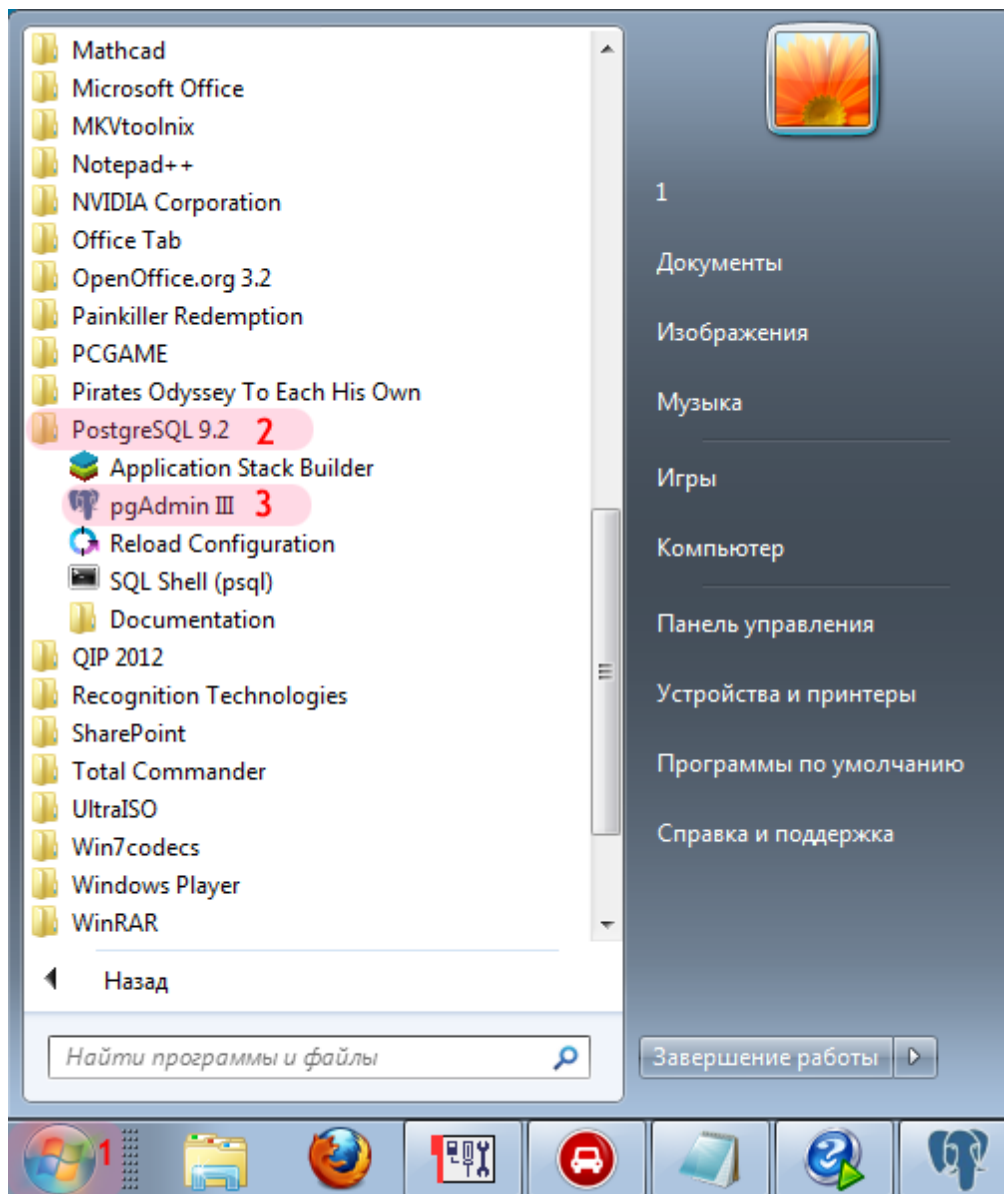 Mathcad
Microsoft Office
MKVtoolnix
Notepad++
NVIDIA Corporation
Office Tab
OpenOffice.org 3.2
Painkiller Redemption
PCGAME
Pirates Odyssey To Each His Own
PostgreSQL 9.2 2
Application Stack Builder
pgAdmin III 3
Reload Configuration
SQL Shell (psql)
Documentation
QIP 2012
Recognition Technologies
SharePoint
Total Commander
UltraISO
Win7codecs
Windows Player
WinRAR
Назад
Найти программы и файлы
1
Документы
Изображения
Музыка
Игры
Компьютер
Панель управления
Устройства и принтеры
Программы по умолчанию
Справка и поддержка
Завершение работы
1